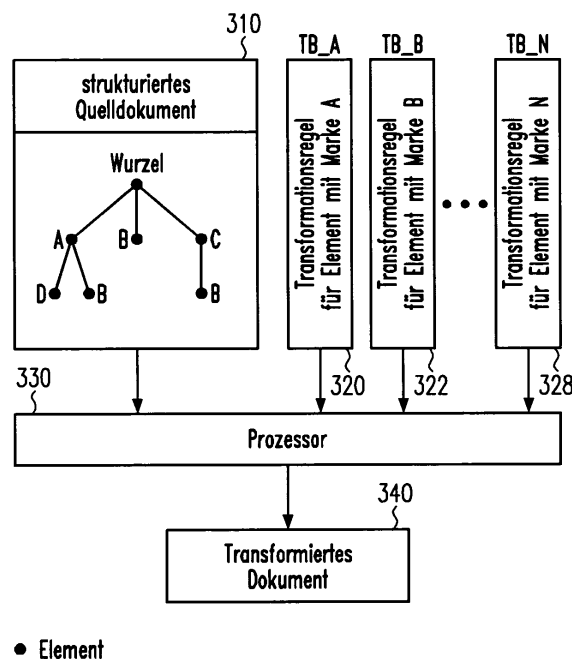 310
TB_A
TB_B
TB_N
strukturiertes
Quelldokument
Wurzel
A
B
C
D
B
B
Transformationsregel
für Element mit Marke A
Transformationsregel
für Element mit Marke B
Transformationsregel
für Element mit Marke N
330
320
322
328
Prozessor
340
Transformiertes
Dokument
Element